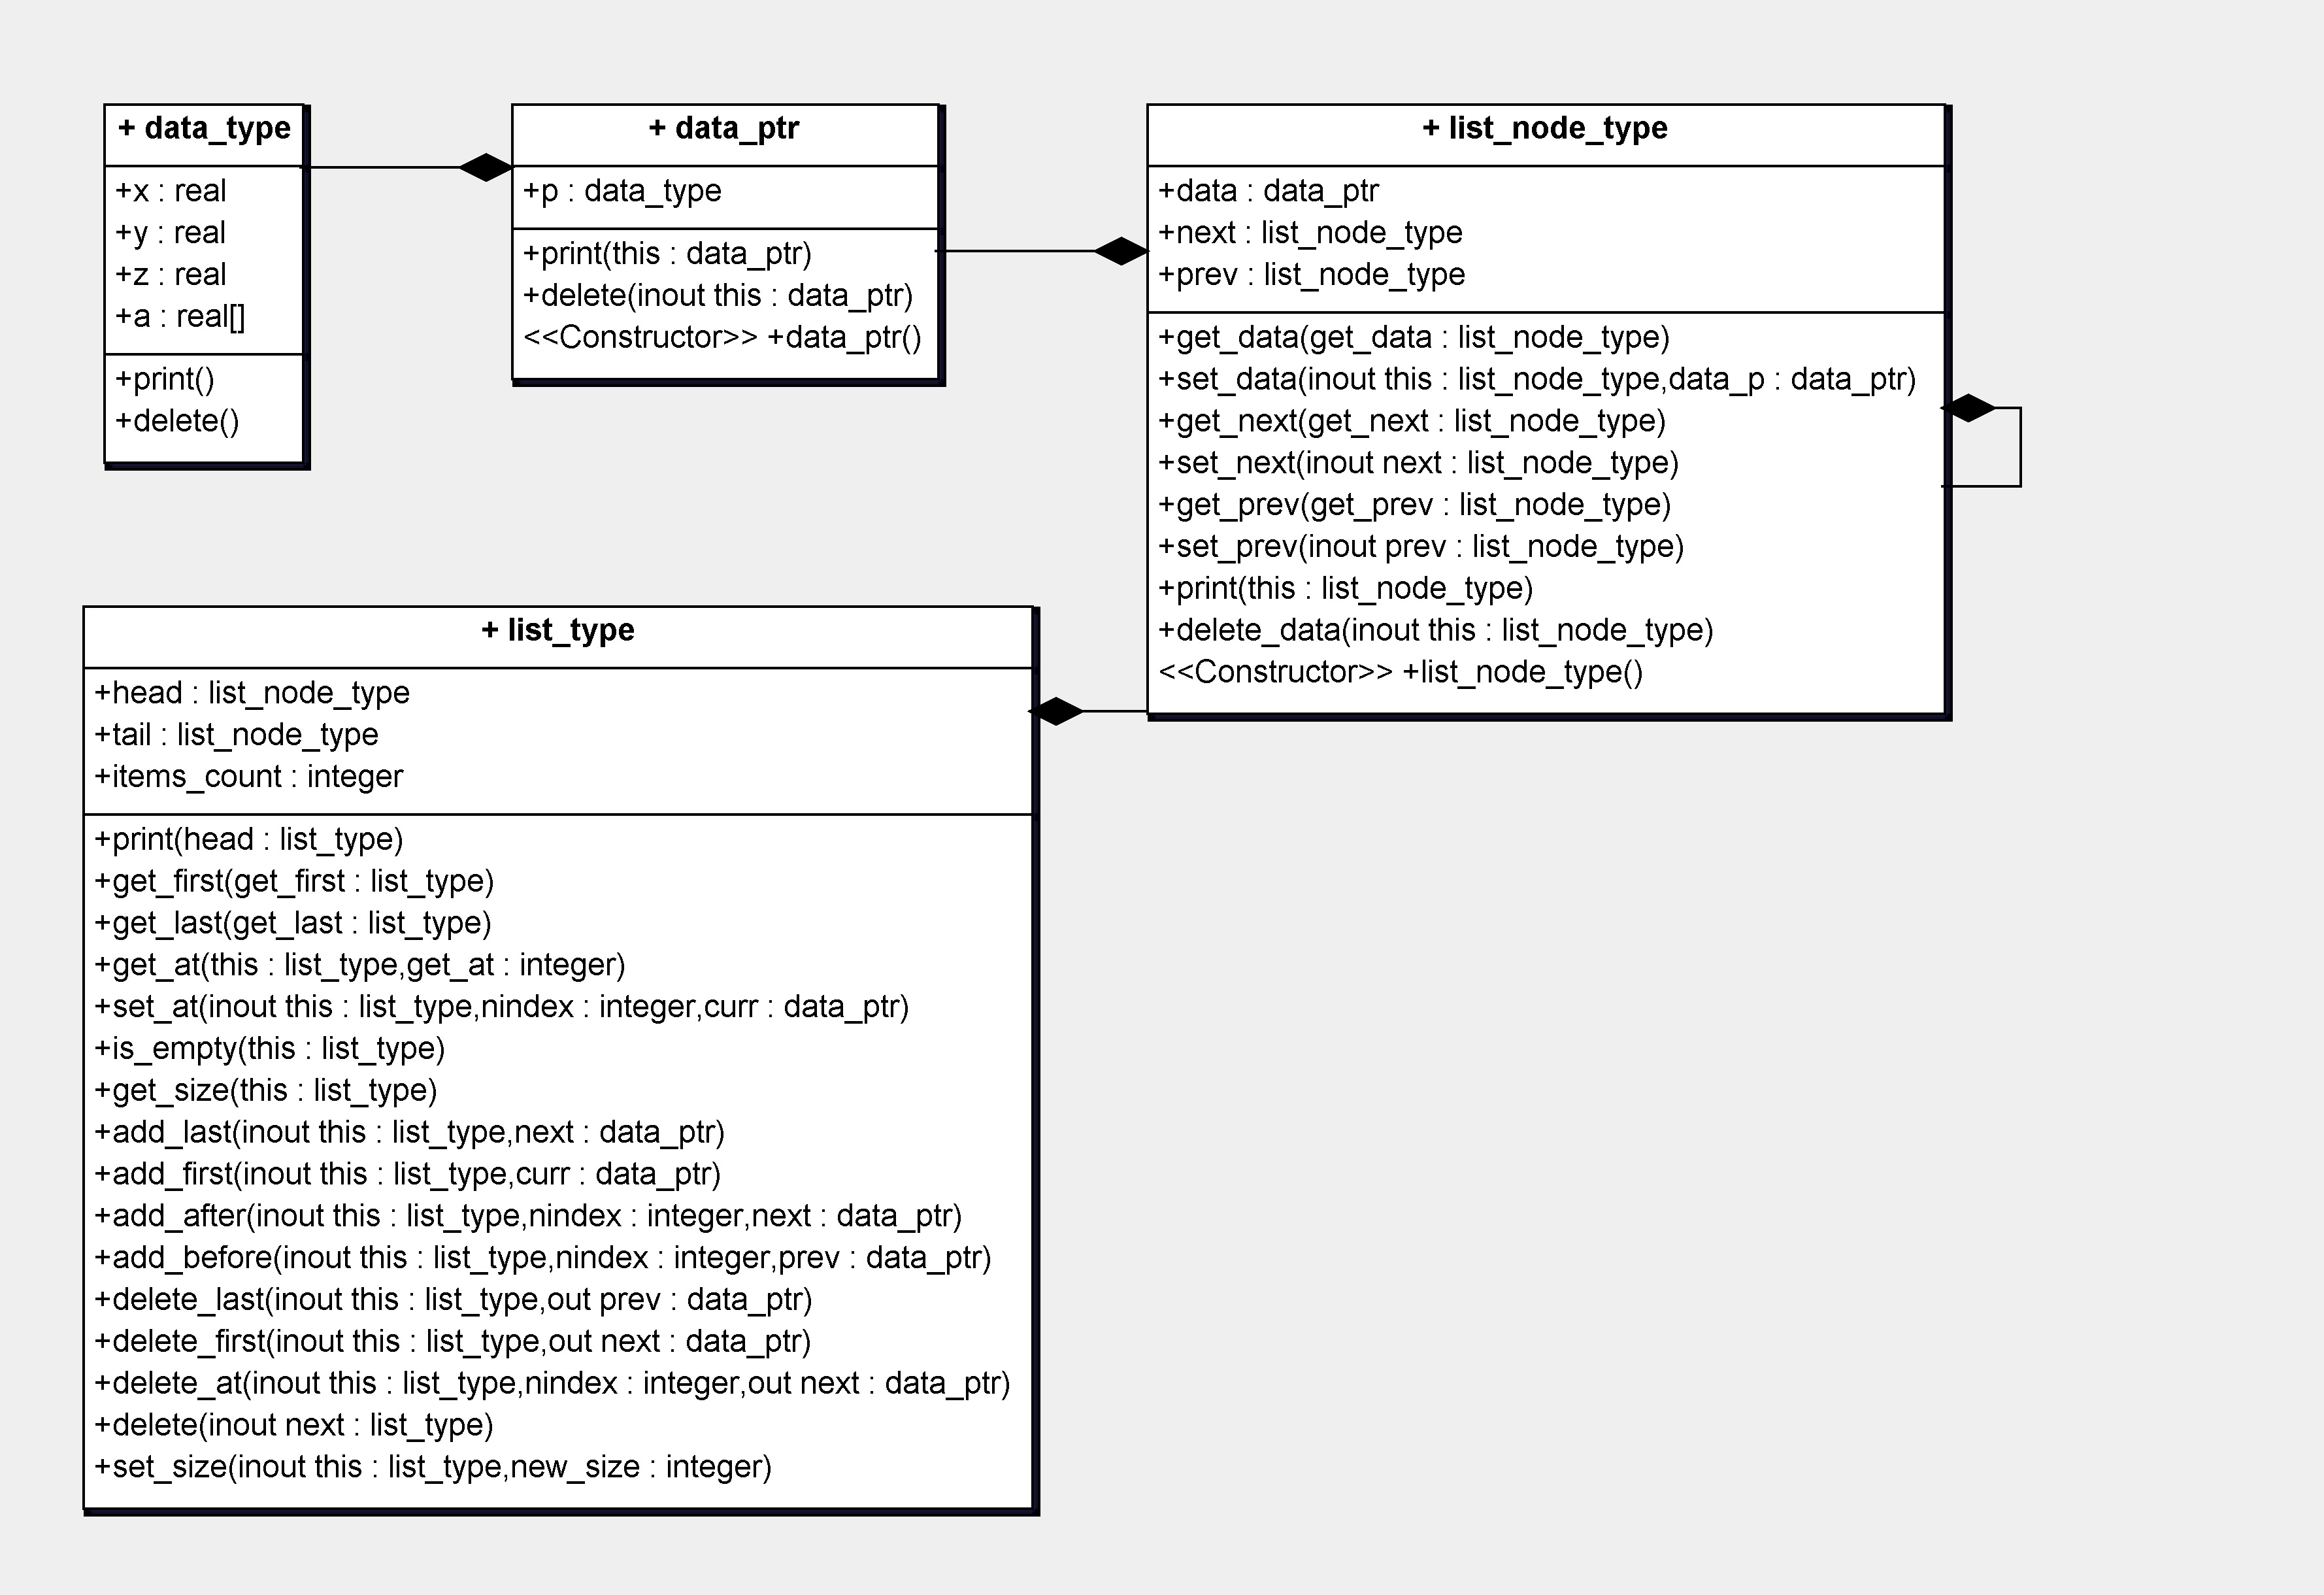 + data_type
+x : real
+y : real
+z : real
+a : real[]
+print()
+delete()
+ data_ptr
+p : data_type
+print(this : data_ptr)
+delete(inout this : data_ptr)
<<Constructor>> +data_ptr()
+ list_node_type
+data : data_ptr
+next : list_node_type
+prev : list_node_type
+get_data(get_data : list_node_type)
+set_data(inout this : list_node_type,data_p : data_ptr)
+get_next(get_next : list_node_type)
+set_next(inout next : list_node_type)
+get_prev(get_prev : list_node_type)
+set_prev(inout prev : list_node_type)
+print(this : list_node_type)
+delete_data(inout this : list_node_type)
<<Constructor>> +list_node_type()
+ list_type
+head : list_node_type
+tail : list_node_type
+items_count : integer
+print(head : list_type)
+get_first(get_first : list_type)
+get_last(get_last : list_type)
+get_at(this : list_type,get_at : integer)
+set_at(inout this : list_type,nindex : integer,curr : data_ptr)
+is_empty(this : list_type)
+get_size(this : list_type)
+add_last(inout this : list_type,next : data_ptr)
+add_first(inout this : list_type,curr : data_ptr)
+add_after(inout this : list_type,nindex : integer,next : data_ptr)
+add_before(inout this : list_type,nindex : integer,prev : data_ptr)
+delete_last(inout this : list_type,out prev : data_ptr)
+delete_first(inout this : list_type,out next : data_ptr)
+delete_at(inout this : list_type,nindex : integer,out next : data_ptr)
+delete(inout next : list_type)
+set_size(inout this : list_type,new_size : integer)